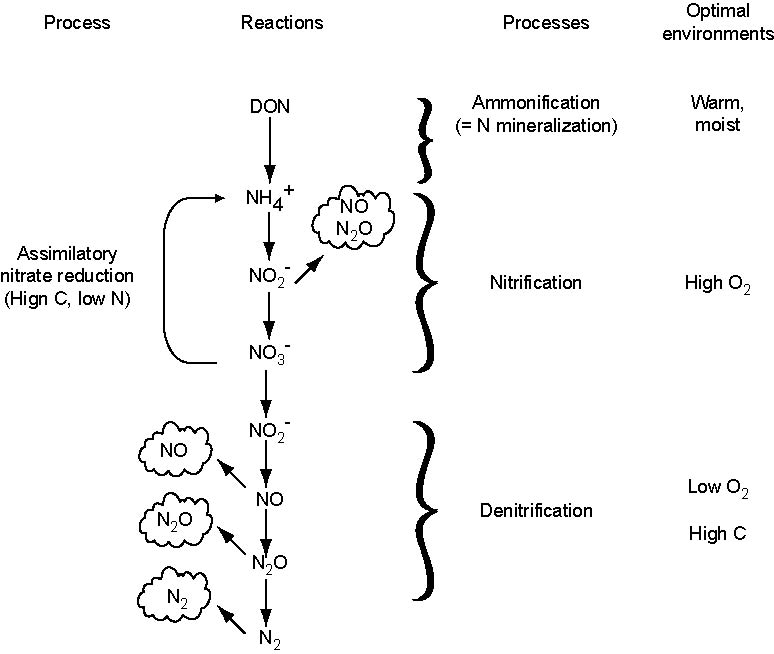 Process
Reactions
Processes
Optimal
environments
DON
Ammonification
(= N mineralization)
Warm,
moist
NH₄⁺
NO
N₂O
Assimilatory
nitrate reduction
(Hign C, low N)
NO₂⁻
Nitrification
High O₂
NO₃⁻
NO₂⁻
NO
NO
N₂O
Denitrification
Low O₂
High C
N₂O
N₂
N₂